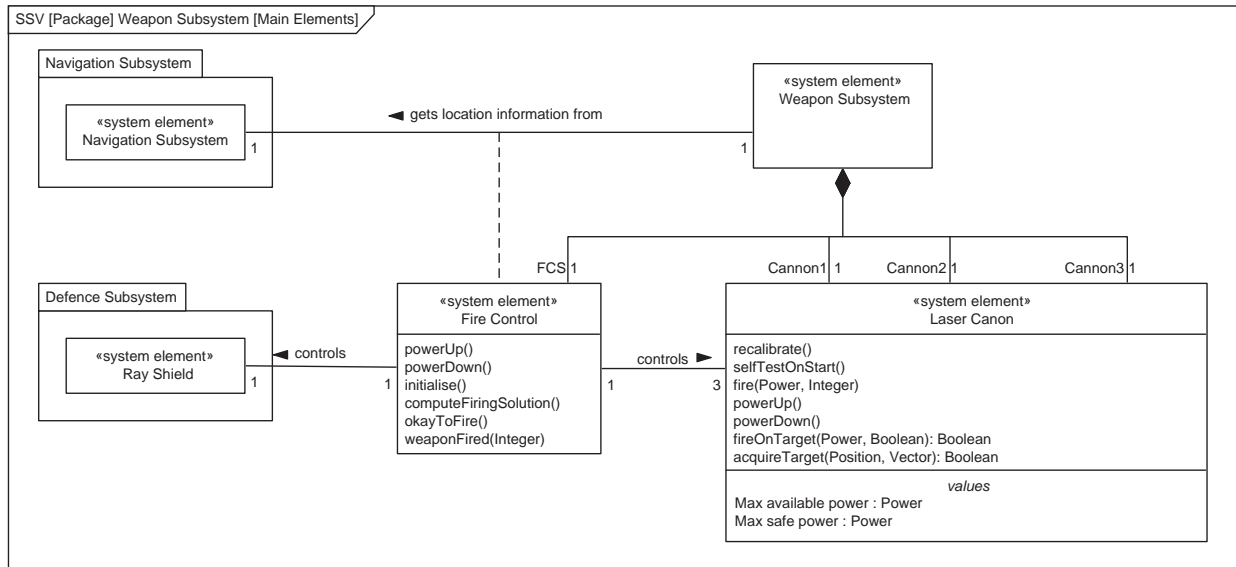 SSV [Package] Weapon Subsystem [Main Elements]
Navigation Subsystem
«system element»
Navigation Subsystem
1
gets location information from
1
«system element»
Weapon Subsystem
FCS 1
Cannon1 1
Cannon2 1
Cannon3 1
Defence Subsystem
«system element»
Ray Shield
1
controls
1
«system element»
Fire Control
powerUp()
powerDown()
initialise()
computeFiringSolution()
okayToFire()
weaponFired(Integer)
controls
1
3
«system element»
Laser Canon
recalibrate()
selfTestOnStart()
fire(Power, Integer)
powerUp()
powerDown()
fireOnTarget(Power, Boolean): Boolean
acquireTarget(Position, Vector): Boolean
values
Max available power : Power
Max safe power : Power